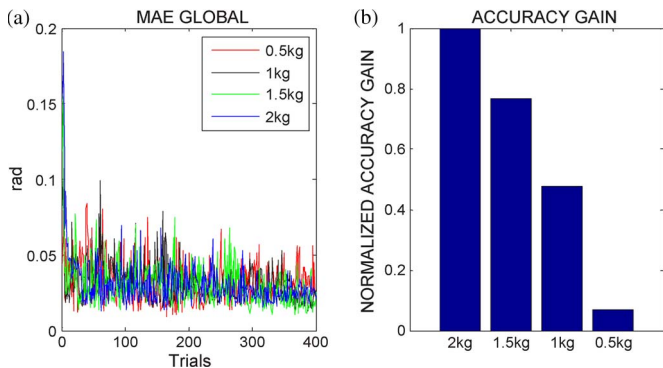 (a)
MAE GLOBAL
0.2
0.15
0.1
0.05
0
rad
0 100 200 300 400
Trials
0.5kg
1kg
1.5kg
2kg
(b)
ACCURACY GAIN
NORMALIZED ACCURACY GAIN
1
0.8
0.6
0.4
0.2
0
2kg 1.5kg 1kg 0.5kg